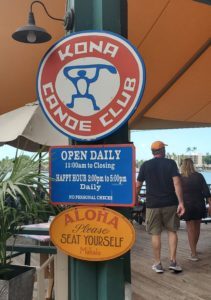 KONA
CANOE CLUB
OPEN DAILY
11:00am to Closing
HAPPY HOUR 2:00pm to 5:00pm
Daily
NO PERSONAL CHECKS
ALOHA
Please
SEAT YOURSELF
Mahalo